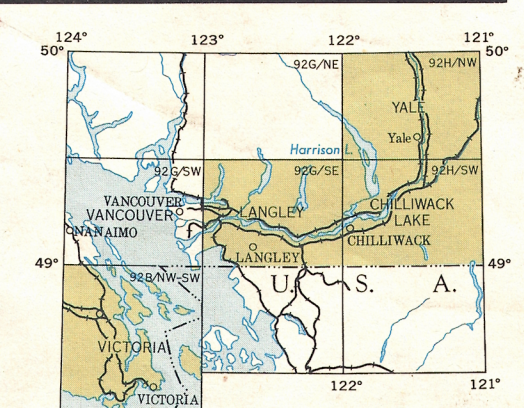 124° 123° 122° 121°
50° 50°
92G/NE 92H/NW
YALE
Yale
Harrison L.
92G/SW 92G/SE 92H/SW
VANCOUVER
VANCOUVER LANGLEY
CHILLIWACK
LAKE
NANAIMO
CHILLIWACK
LANGLEY
49° 49°
92B/NW-SW
U. S. A.
VICTORIA
VICTORIA
122° 121°